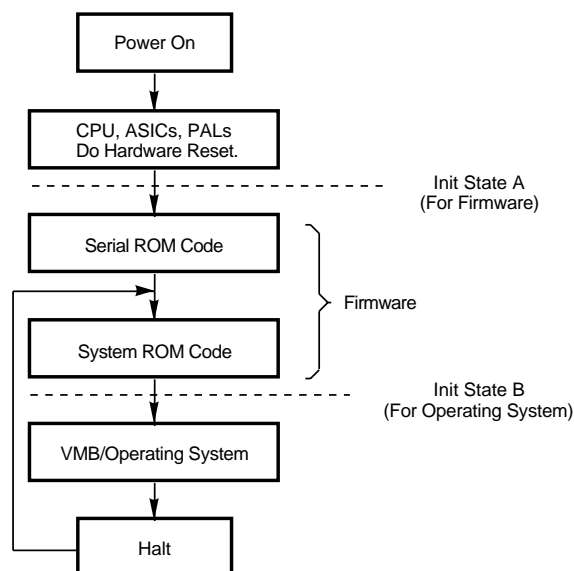 Power On
CPU, ASICs, PALs
Do Hardware Reset.
Init State A
(For Firmware)
Serial ROM Code
Firmware
System ROM Code
Init State B
(For Operating System)
VMB/Operating System
Halt